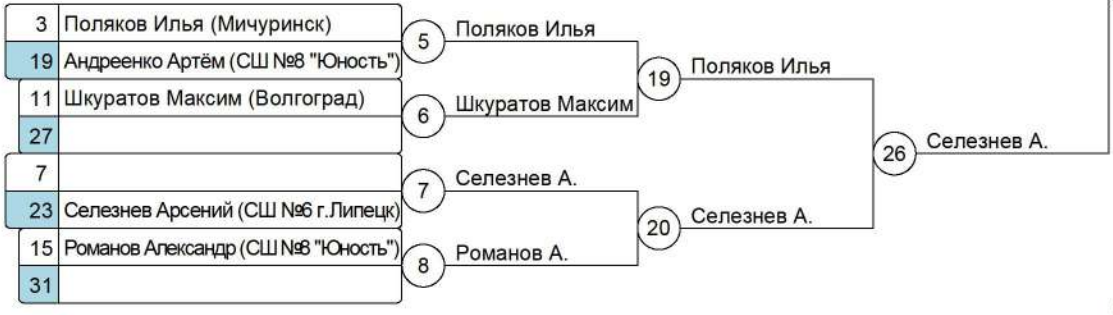 3 Поляков Илья (Мичуринск)
19 Андреенко Артём (СШ №8 "Юность")
5
Поляков Илья
11 Шкуратов Максим (Волгоград)
27
6
Шкуратов Максим
19
Поляков Илья
7
23 Селезнев Арсений (СШ №6 г.Липецк)
7
Селезнев А.
15 Романов Александр (СШ №8 "Юность")
31
8
Романов А.
20
Селезнев А.
26
Селезнев А.